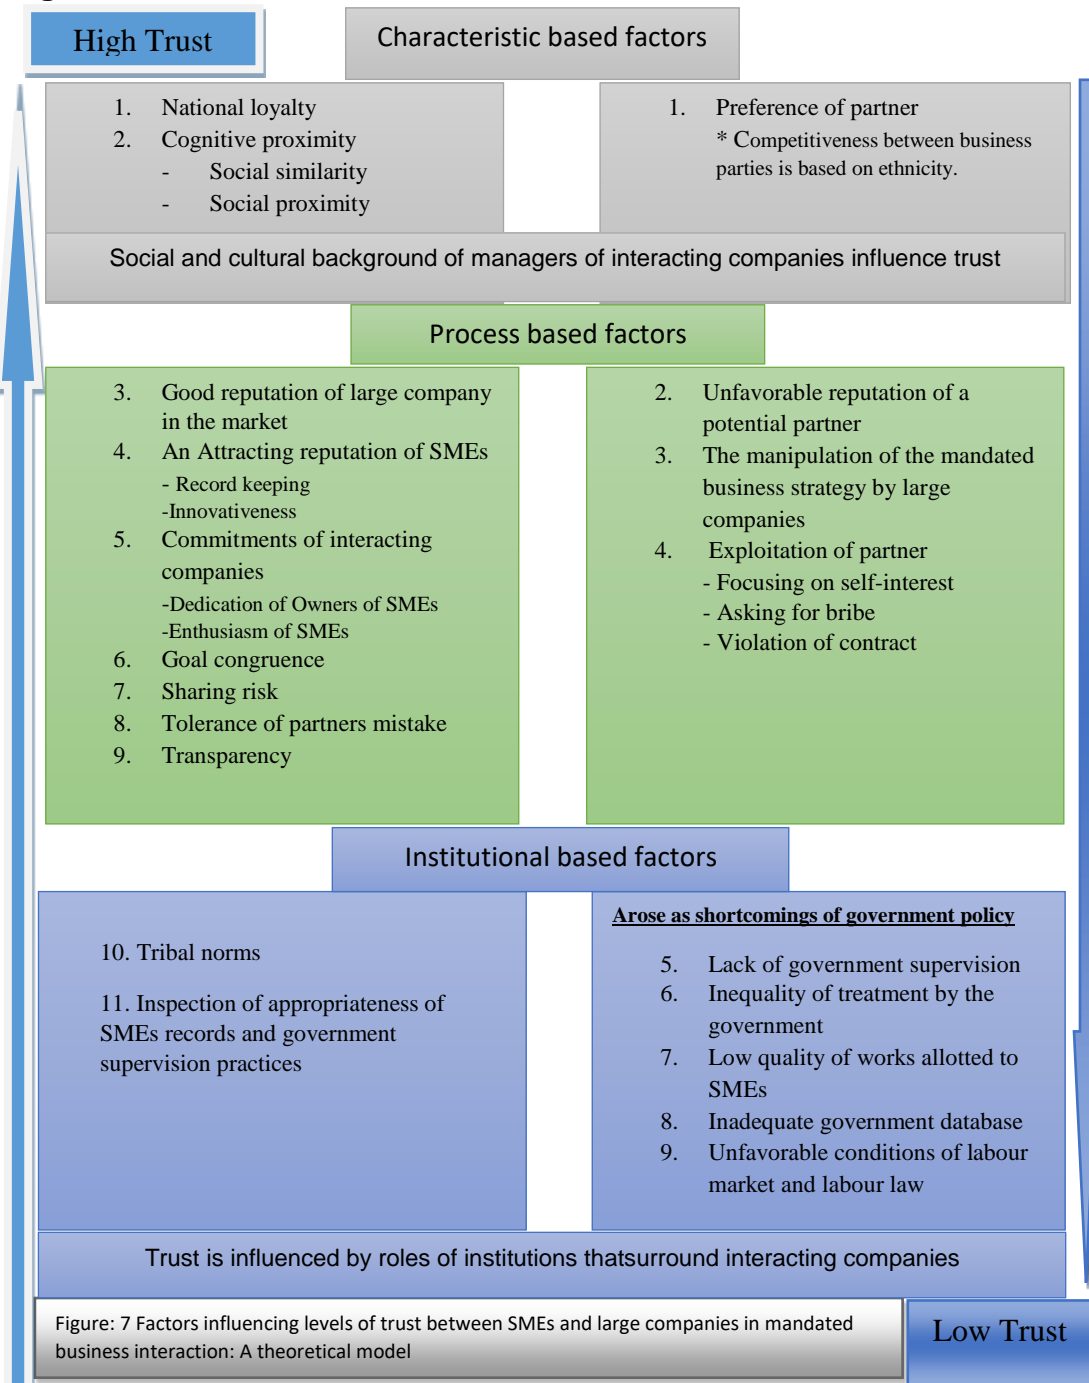 High Trust
Characteristic based factors
1. National loyalty
2. Cognitive proximity
- Social similarity
- Social proximity
1. Preference of partner
* Competitiveness between business
parties is based on ethnicity.
Social and cultural background of managers of interacting companies influence trust
Process based factors
3. Good reputation of large company
in the market
4. An Attracting reputation of SMEs
- Record keeping
-Innovativeness
5. Commitments of interacting
companies
-Dedication of Owners of SMEs
-Enthusiasm of SMEs
6. Goal congruence
7. Sharing risk
8. Tolerance of partners mistake
9. Transparency
2. Unfavorable reputation of a
potential partner
3. The manipulation of the mandated
business strategy by large
companies
4. Exploitation of partner
- Focusing on self-interest
- Asking for bribe
- Violation of contract
Institutional based factors
10. Tribal norms
11. Inspection of appropriateness of
SMEs records and government
supervision practices
Arose as shortcomings of government policy
5. Lack of government supervision
6. Inequality of treatment by the
government
7. Low quality of works allotted to
SMEs
8. Inadequate government database
9. Unfavorable conditions of labour
market and labour law
Trust is influenced by roles of institutions thatsurround interacting companies
Figure: 7 Factors influencing levels of trust between SMEs and large companies in mandated
business interaction: A theoretical model
Low Trust